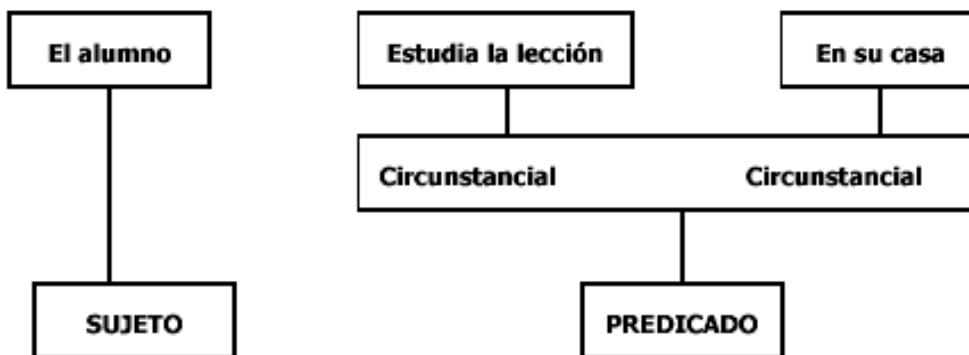 El alumno
Estudia la lección
En su casa
Circunstancial
Circunstancial
SUJETO
PREDICADO